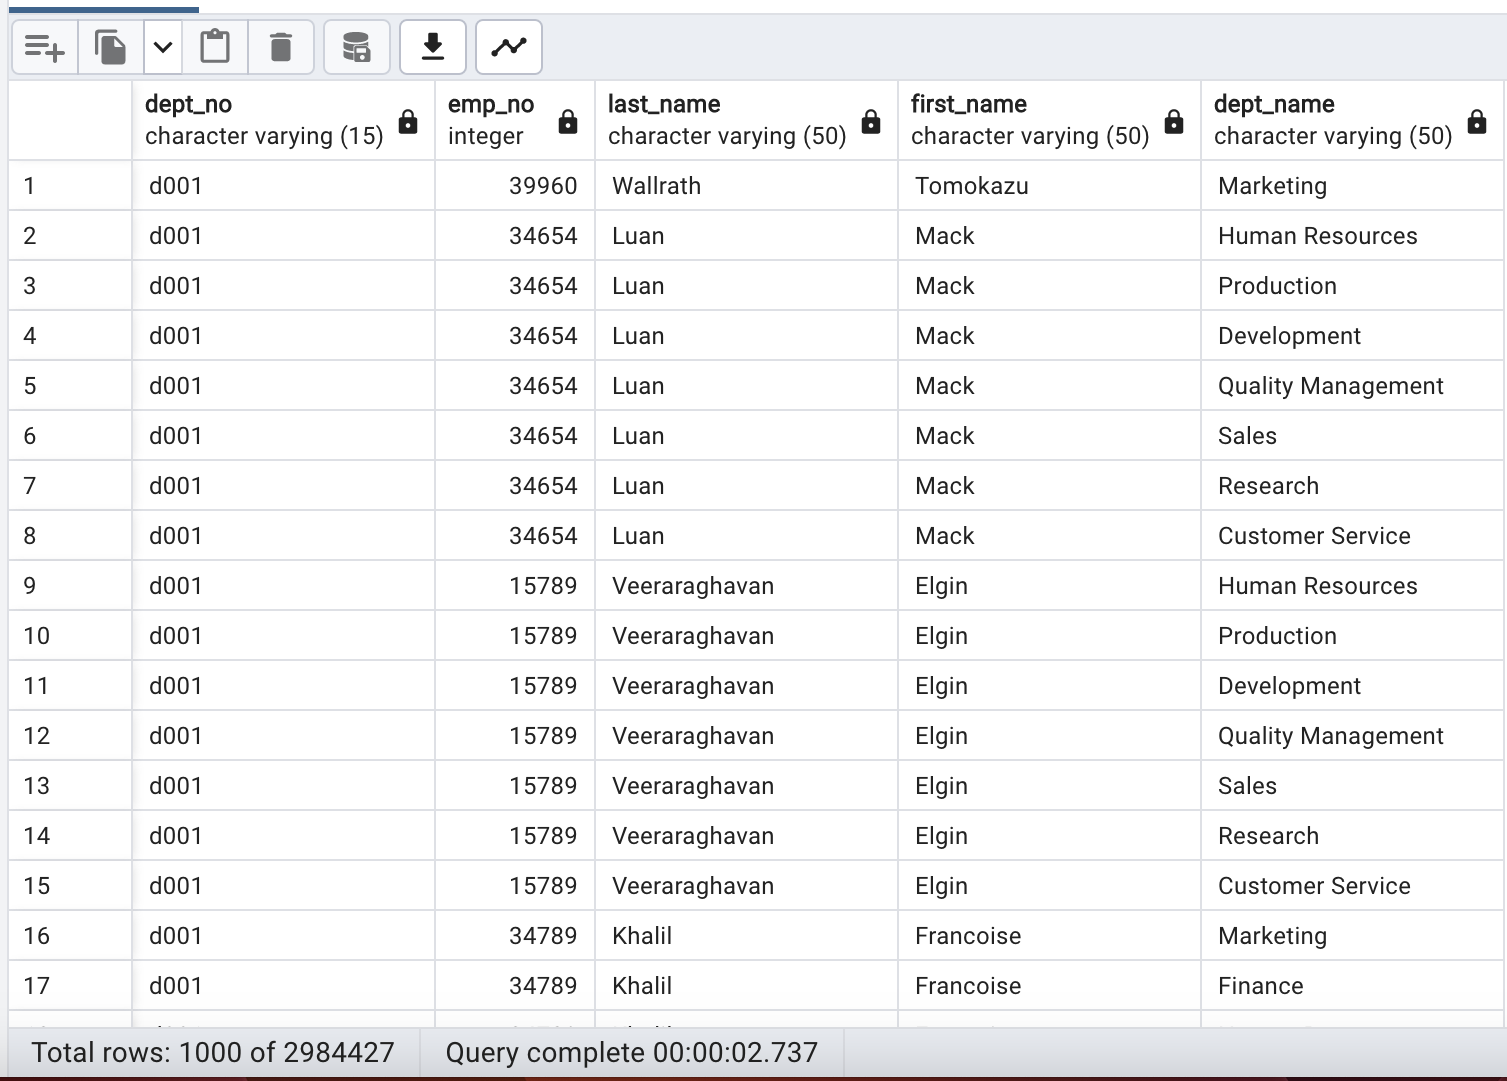 dept_no emp_no last_name first_name dept_name
character varying (15) integer character varying (50) character varying (50) character varying (50)
1 d001 39960 Wallrath Tomokazu Marketing
2 d001 34654 Luan Mack Human Resources
3 d001 34654 Luan Mack Production
4 d001 34654 Luan Mack Development
5 d001 34654 Luan Mack Quality Management
6 d001 34654 Luan Mack Sales
7 d001 34654 Luan Mack Research
8 d001 34654 Luan Mack Customer Service
9 d001 15789 Veeraraghavan Elgin Human Resources
10 d001 15789 Veeraraghavan Elgin Production
11 d001 15789 Veeraraghavan Elgin Development
12 d001 15789 Veeraraghavan Elgin Quality Management
13 d001 15789 Veeraraghavan Elgin Sales
14 d001 15789 Veeraraghavan Elgin Research
15 d001 15789 Veeraraghavan Elgin Customer Service
16 d001 34789 Khalil Francoise Marketing
17 d001 34789 Khalil Francoise Finance
Total rows: 1000 of 2984427 Query complete 00:00:02.737